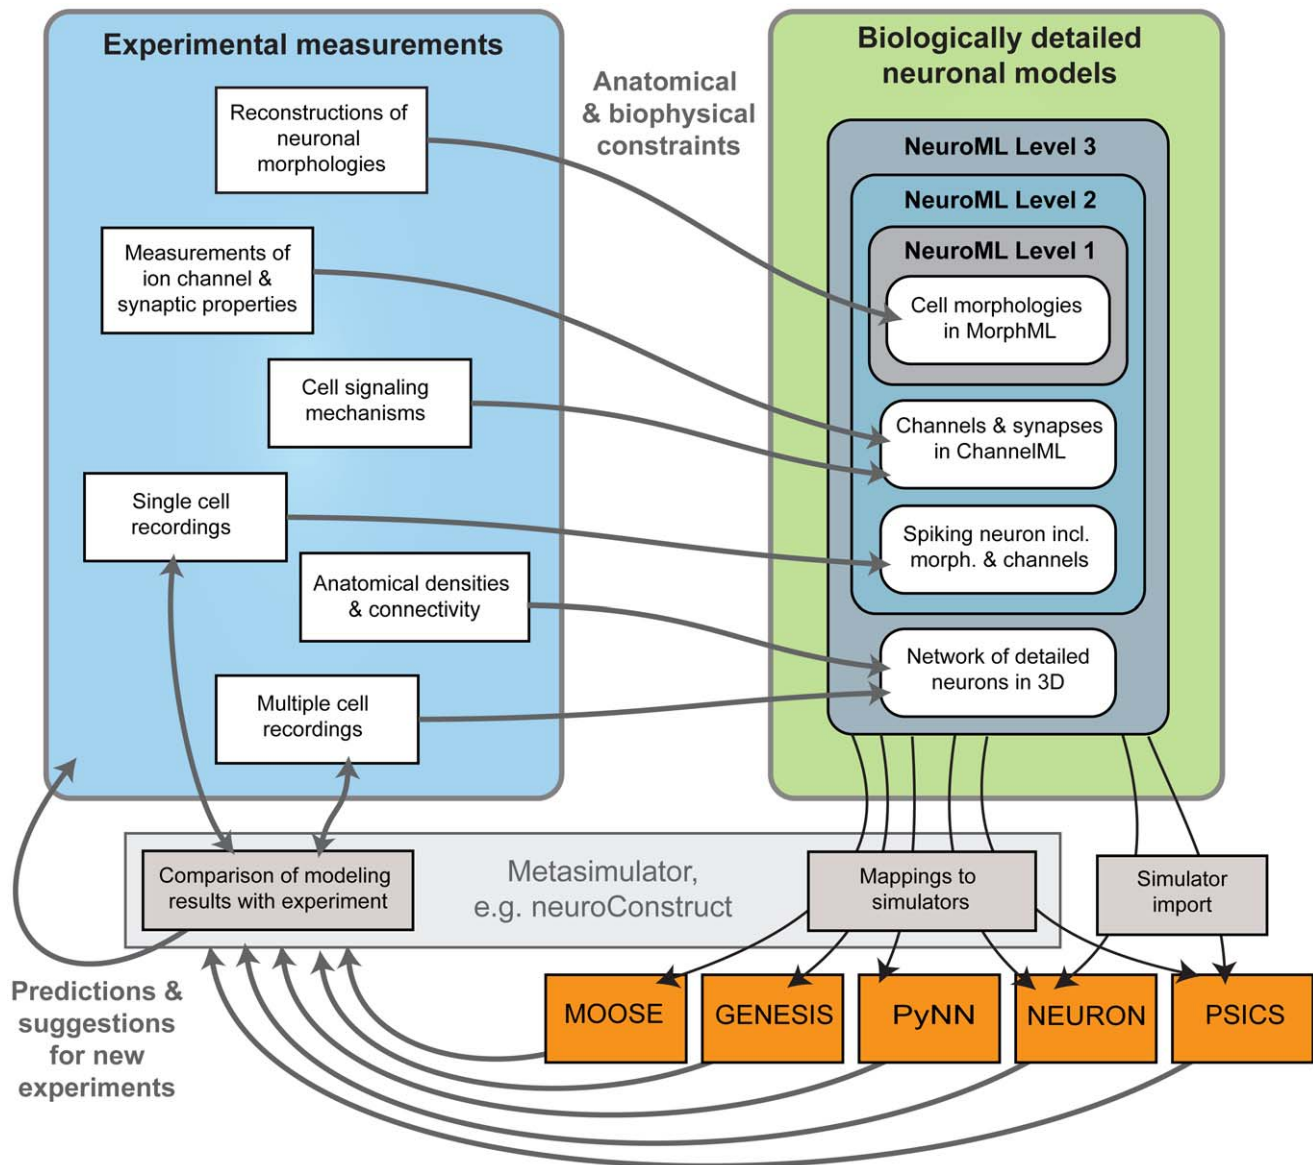 Experimental measurements
Reconstructions of
neuronal
morphologies
Measurements of
ion channel &
synaptic properties
Cell signaling
mechanisms
Single cell
recordings
Anatomical densities
& connectivity
Multiple cell
recordings
Anatomical
& biophysical
constraints
Biologically detailed
neuronal models
NeuroML Level 3
NeuroML Level 2
NeuroML Level 1
Cell morphologies
in MorphML
Channels & synapses
in ChannelML
Spiking neuron incl.
morph. & channels
Network of detailed
neurons in 3D
Comparison of modeling
results with experiment
Metasimulator,
e.g. neuroConstruct
Mappings to
simulators
Simulator
import
Predictions &
suggestions
for new
experiments
MOOSE
GENESIS
PyNN
NEURON
PSICS